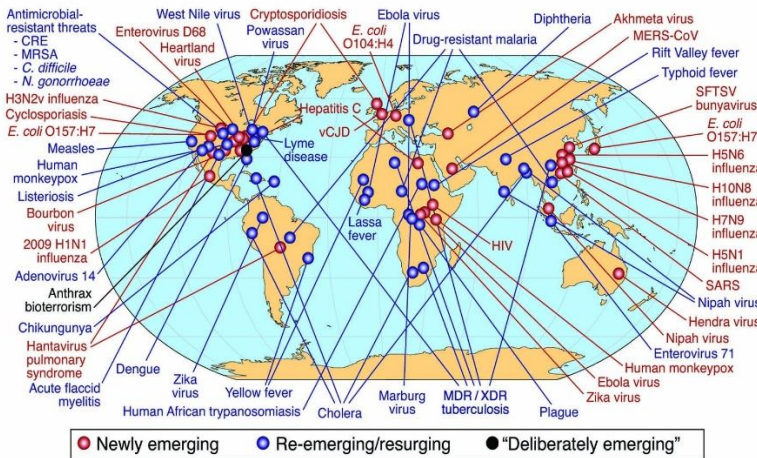 Antimicrobial-
resistant threats
- CRE
- MRSA
- C. difficile
- N. gonorrhoeae
West Nile virus
Enterovirus D68
Heartland
virus
Cryptosporidiosis
Powassan
virus
E. coli
O104:H4
Ebola virus
Drug-resistant malaria
Diphtheria
Akhmeta virus
MERS-CoV
Rift Valley fever
Typhoid fever
SFTSV
bunyavirus
E. coli
O157:H7
H5N6
influenza
H10N8
influenza
H7N9
influenza
H5N1
influenza
SARS
Nipah virus
Hendra virus
Nipah virus
Enterovirus 71
Human monkeypox
Ebola virus
Zika virus
Plague
MDR / XDR
tuberculosis
Marburg
virus
Cholera
Yellow fever
Human African trypanosomiasis
Zika
virus
Dengue
Acute flaccid
myelitis
Hantavirus
pulmonary
syndrome
Chikungunya
Anthrax
bioterrorism
Adenovirus 14
2009 H1N1
influenza
Bourbon
virus
Listeriosis
Human
monkeypox
Measles
E. coli O157:H7
Cyclosporiasis
H3N2v influenza
Lyme
disease
Hepatitis C
vCJD
Lassa
fever
HIV
Newly emerging
Re-emerging/resurging
"Deliberately emerging"